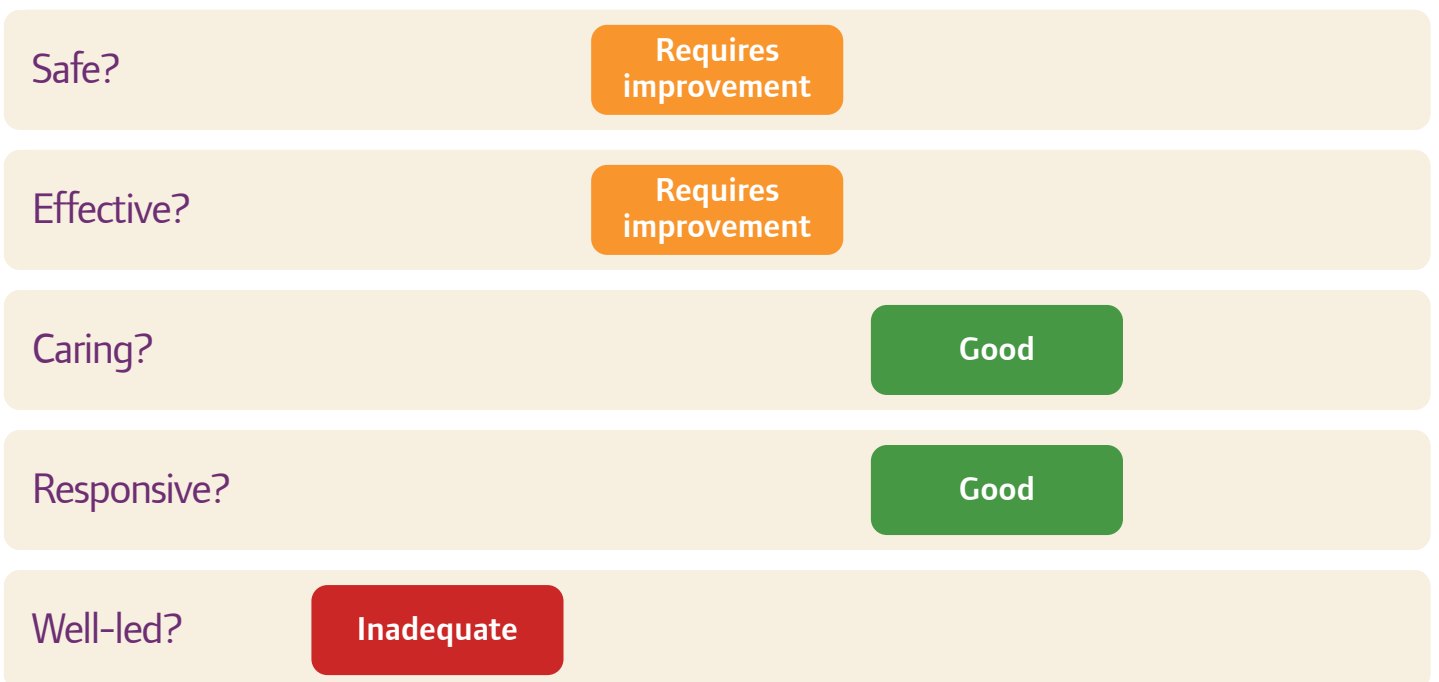 Safe?
Requires
improvement
Effective?
Requires
improvement
Caring?
Good
Responsive?
Good
Well-led?
Inadequate